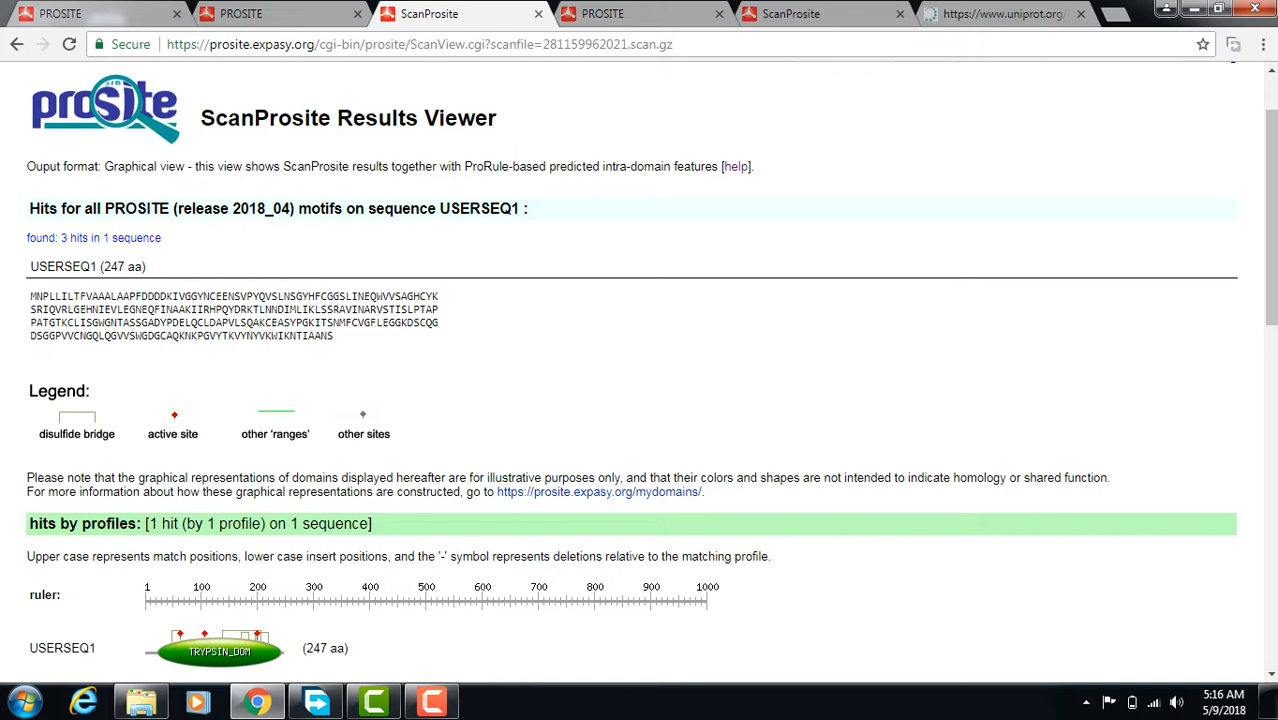 PROSITE
PROSITE
ScanProsite
PROSITE
ScanProsite
https://www.uniprot.org/
Secure
https://prosite.expasy.org/cgi-bin/prosite/ScanView.cgi?scanfile=281159962021.scan.gz
prosite
ScanProsite Results Viewer
Ouput format: Graphical view - this view shows ScanProsite results together with ProRule-based predicted intra-domain features [help].
Hits for all PROSITE (release 2018_04) motifs on sequence USERSEQ1 :
found: 3 hits in 1 sequence
USERSEQ1 (247 aa)
MNPLLILTFVAAALAAPFDDDDKIVGGYNCEENSVPYQVSLNSGYHFCGGSLINEQWVVSAGHCYK
SRIQVRLGEHNIEVLEGNEQFINAAKIIRHPQYDRKTLNNDIMLIKLSSRAVINARVSTISLPTAP
PATGTKCLISGWGNTASSGADYPDELQCLDAPVLSQAKCEASYPGKITSNMFCVGFLEGGKDSCQG
DSGGPVVCNGQLQGVVSWGDGCAQKNKPGVYTKVYNYVKWIKNTIAANS
Legend:
disulfide bridge
active site
other 'ranges'
other sites
Please note that the graphical representations of domains displayed hereafter are for illustrative purposes only, and that their colors and shapes are not intended to indicate homology or shared function.
For more information about how these graphical representations are constructed, go to https://prosite.expasy.org/mydomains/.
hits by profiles: [1 hit (by 1 profile) on 1 sequence]
Upper case represents match positions, lower case insert positions, and the '-' symbol represents deletions relative to the matching profile.
1 100 200 300 400 500 600 700 800 900 1000
ruler:
USERSEQ1
TRYPSIN_DOM
(247 aa)
5:16 AM
5/9/2018